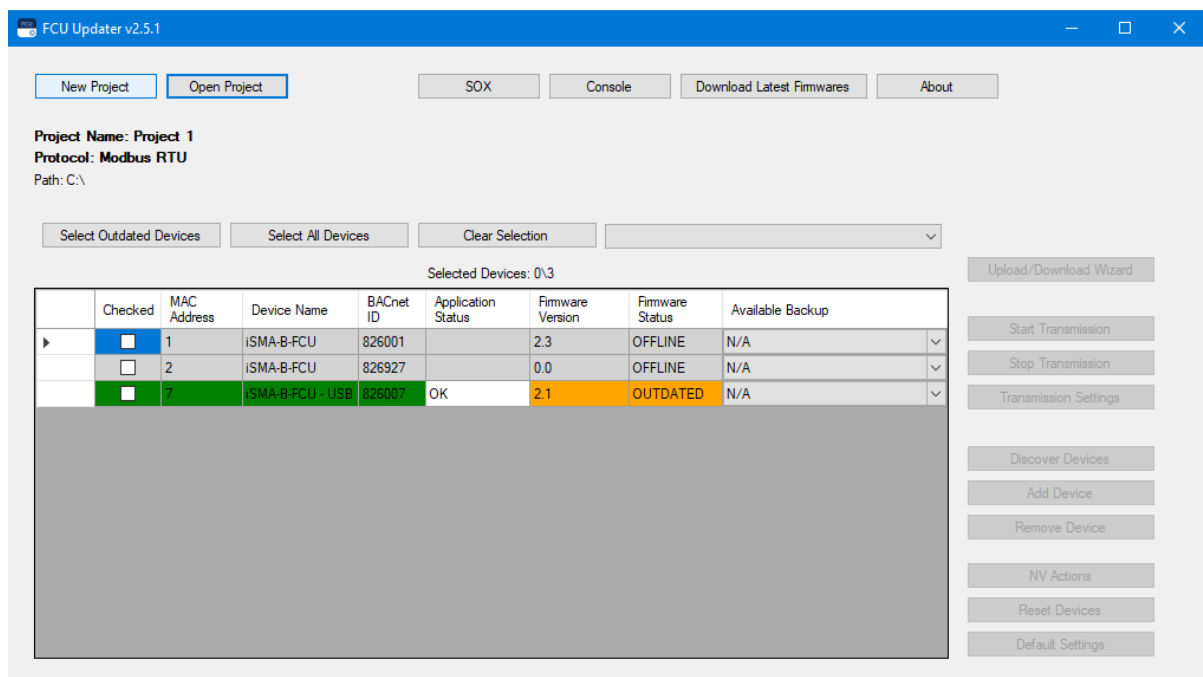 FCU Updater v2.5.1
New Project Open Project SOX Console Download Latest Firmwares About
Project Name: Project 1
Protocol: Modbus RTU
Path: C:\
Select Outdated Devices Select All Devices Clear Selection
Selected Devices: 0\3
Upload/Download Wizard
Checked MAC Address Device Name BACnet ID Application Status Firmware Version Firmware Status Available Backup
1 iSMA-B-FCU 826001 2.3 OFFLINE N/A
2 iSMA-B-FCU 826927 0.0 OFFLINE N/A
7 iSMA-B-FCU - USB 826007 OK 2.1 OUTDATED N/A
Start Transmission
Stop Transmission
Transmission Settings
Discover Devices
Add Device
Remove Device
NV Actions
Reset Devices
Default Settings